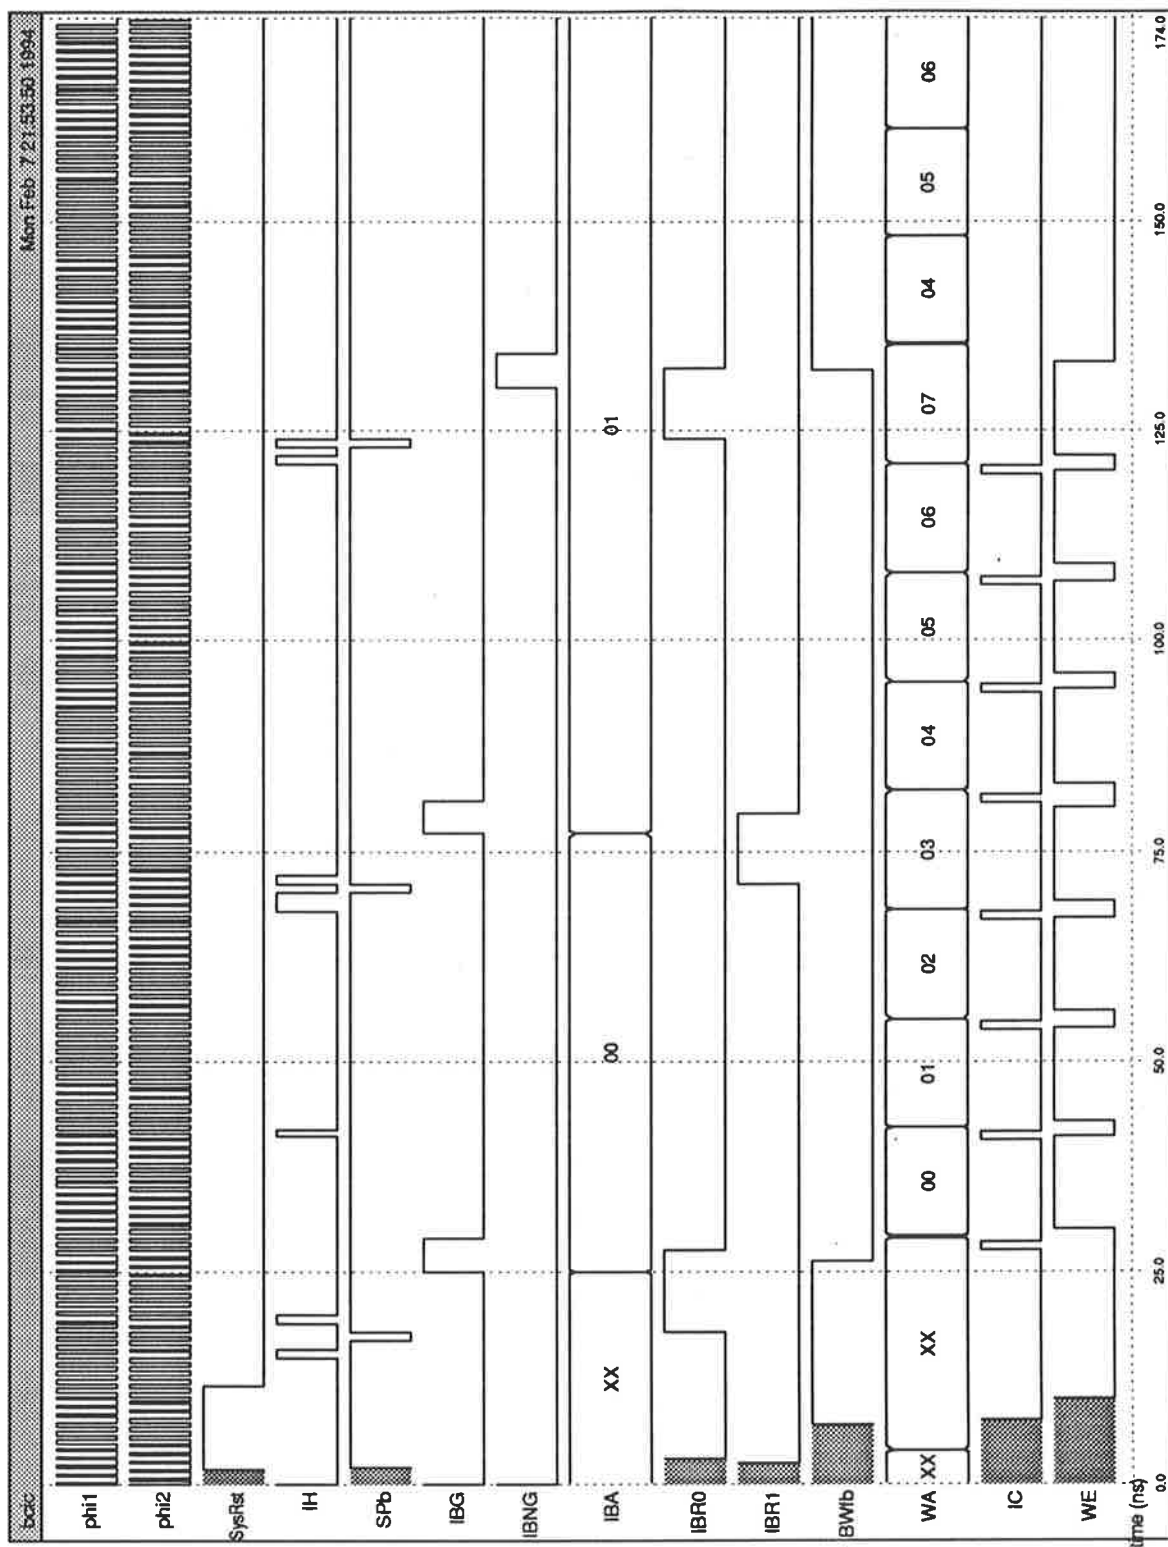 bcic Mon Feb 7 21:53:50 1994
phi1
phi2
SysRst
IH
SPb
IBG
IBNG
IBA XX 00 01
IBR0
IBR1
BWfb
WA XX XX 00 01 02 03 04 05 06 07 04 05 06
IC
WE
time (ns) 0.0 25.0 50.0 75.0 100.0 125.0 150.0 174.0